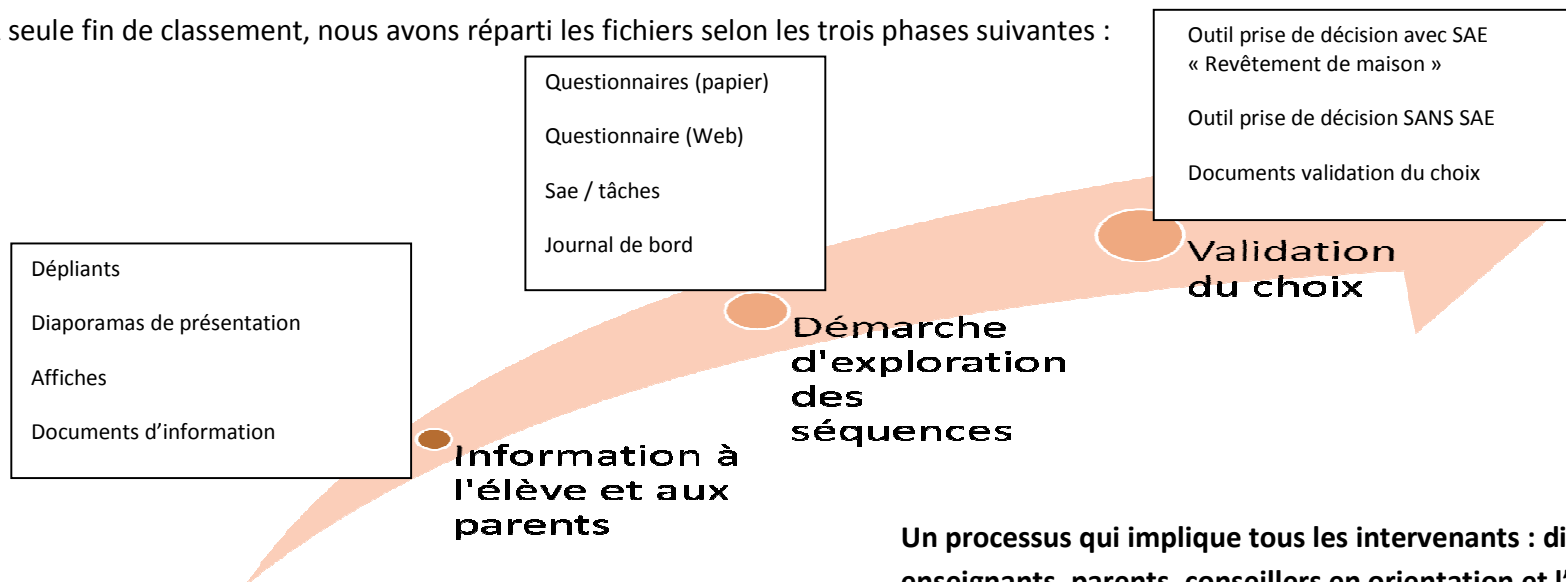 seule fin de classement, nous avons réparti les fichiers selon les trois phases suivantes :
Dépliants
Diaporamas de présentation
Affiches
Documents d’information
Information à
l'élève et aux
parents
Questionnaires (papier)
Questionnaire (Web)
Sae / tâches
Journal de bord
Démarche
d'exploration
des
séquences
Outil prise de décision avec SAE
« Revêtement de maison »
Outil prise de décision SANS SAE
Documents validation du choix
Validation
du choix
Un processus qui implique tous les intervenants : di
enseignants, parents, conseillers en orientation et l’